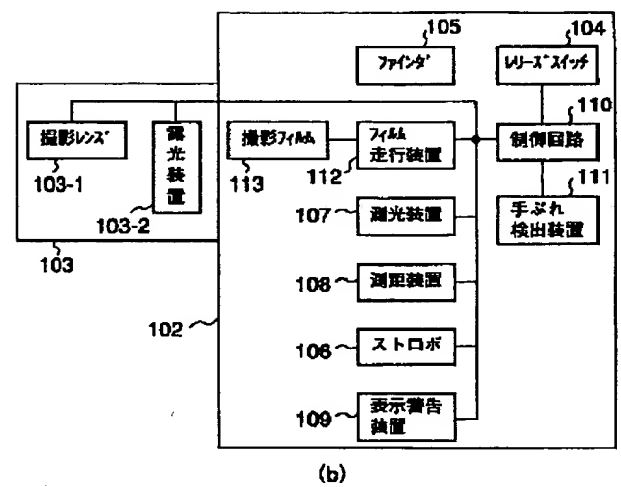 105
104
ファインダ
レリーズスイッチ
110
撮影レンズ
露
光
装
置
撮影フィルム
フィルム
走行装置
制御回路
103-1
103-2
113
112
111
手ぶれ
検出装置
107
測光装置
103
108
測距装置
102
106
ストロボ
109
表示警告
装置
(b)